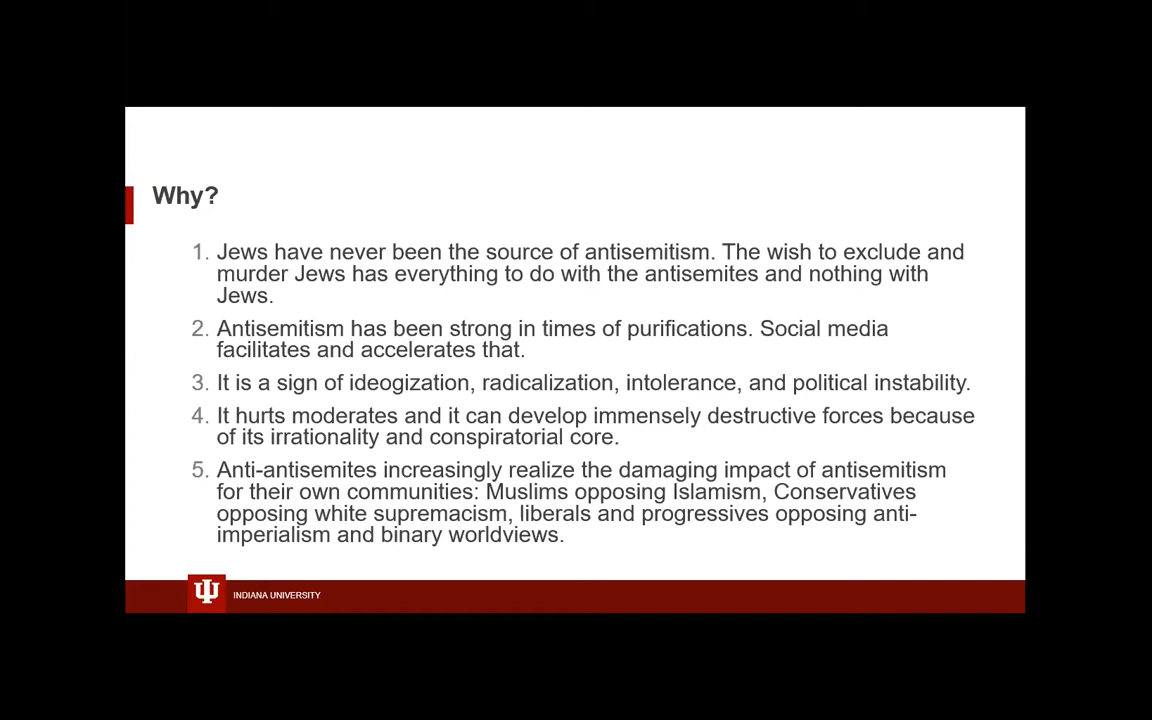 Why?
1. Jews have never been the source of antisemitism. The wish to exclude and
murder Jews has everything to do with the antisemites and nothing with
Jews.
2. Antisemitism has been strong in times of purifications. Social media
facilitates and accelerates that.
3. It is a sign of ideogization, radicalization, intolerance, and political instability.
4. It hurts moderates and it can develop immensely destructive forces because
of its irrationality and conspiratorial core.
5. Anti-antisemites increasingly realize the damaging impact of antisemitism
for their own communities: Muslims opposing Islamism, Conservatives
opposing white supremacism, liberals and progressives opposing anti-
imperialism and binary worldviews.
INDIANA UNIVERSITY